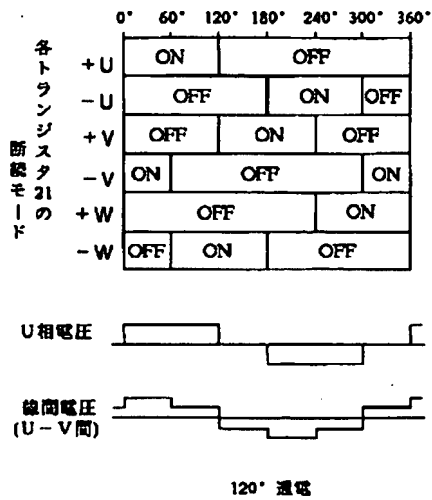 0° 60° 120° 180° 240° 300° 360°
各トランジスタ21の
断続モード
+U ON OFF
-U OFF ON OFF
+V OFF ON OFF
-V ON OFF ON
+W OFF ON
-W OFF ON OFF
U相電圧
線間電圧
(U-V間)
120° 通電